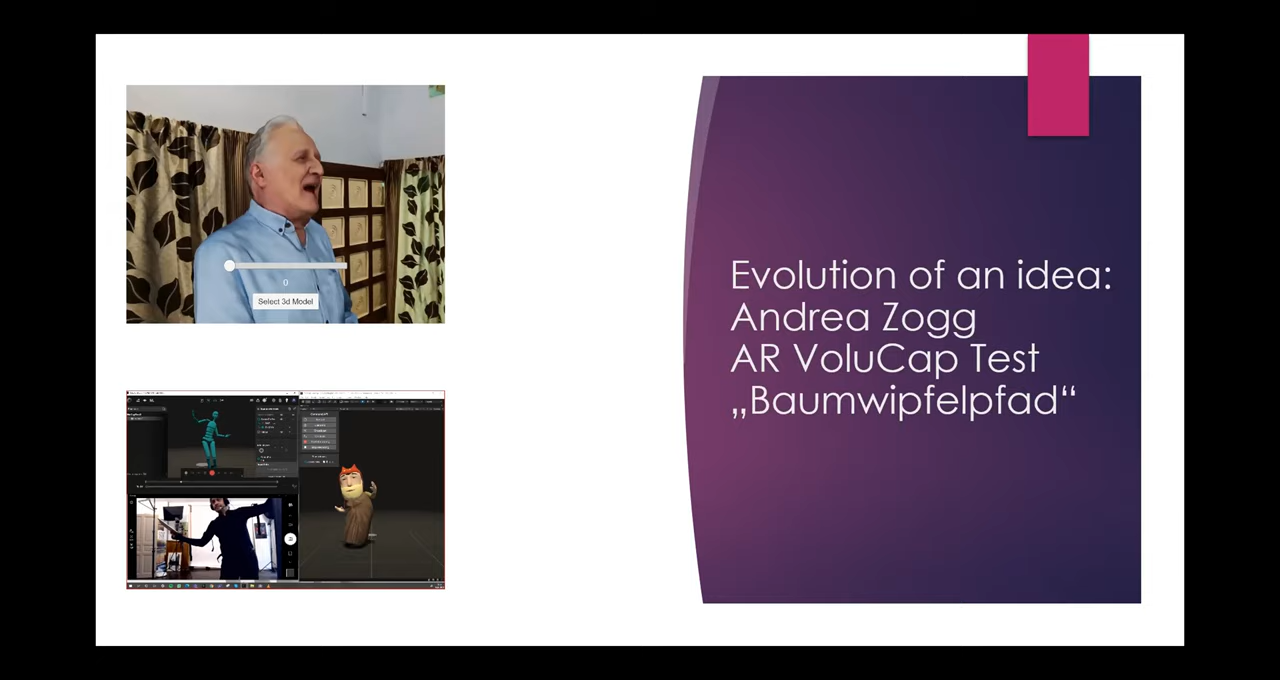 0
Select 3d Model
Evolution of an idea:
Andrea Zogg
AR VoluCap Test
„Baumwipfelpfad“